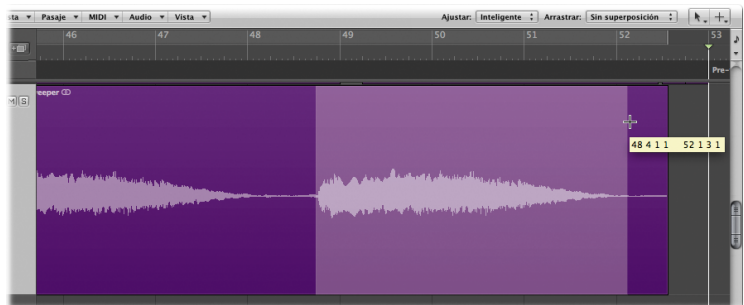 Pasaje MIDI Audio Vista Ajustar: Inteligente Arrastrar: Sin superposición
46 47 48 49 50 51 52 53
Pre-
M S
eeper
48 4 1 1 52 1 3 1